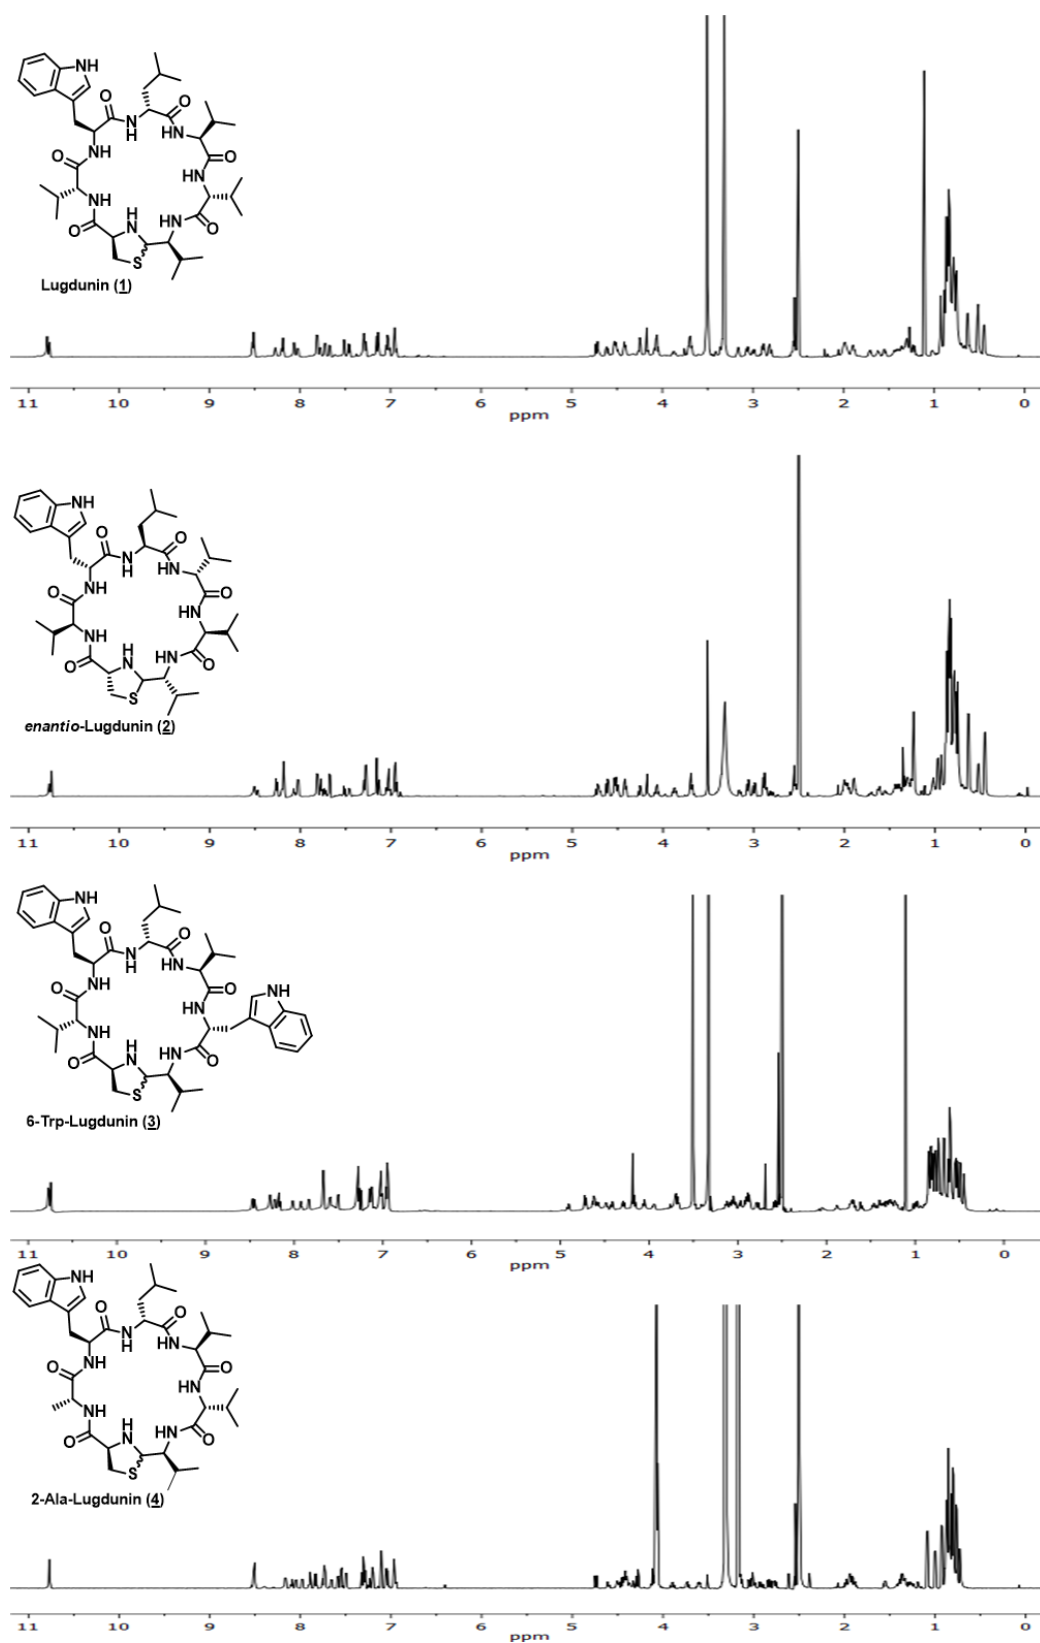 NH
O O
N HN
H
NH
O O
HN
NH
H
N HN
O O
S
Lugdunin (1)
11 10 9 8 7 6 5 4 3 2 1 0
ppm
NH
O O
N HN
H
NH
O O
HN
NH
H
N HN
O O
S
enantio-Lugdunin (2)
11 10 9 8 7 6 5 4 3 2 1 0
ppm
NH
O O
N HN
H
NH
O O NH
HN
NH
H
N HN
O O
S
6-Trp-Lugdunin (3)
11 10 9 8 7 6 5 4 3 2 1 0
ppm
NH
O O
N HN
H
NH
O O
HN
NH
H
N HN
O O
S
2-Ala-Lugdunin (4)
11 10 9 8 7 6 5 4 3 2 1 0
ppm